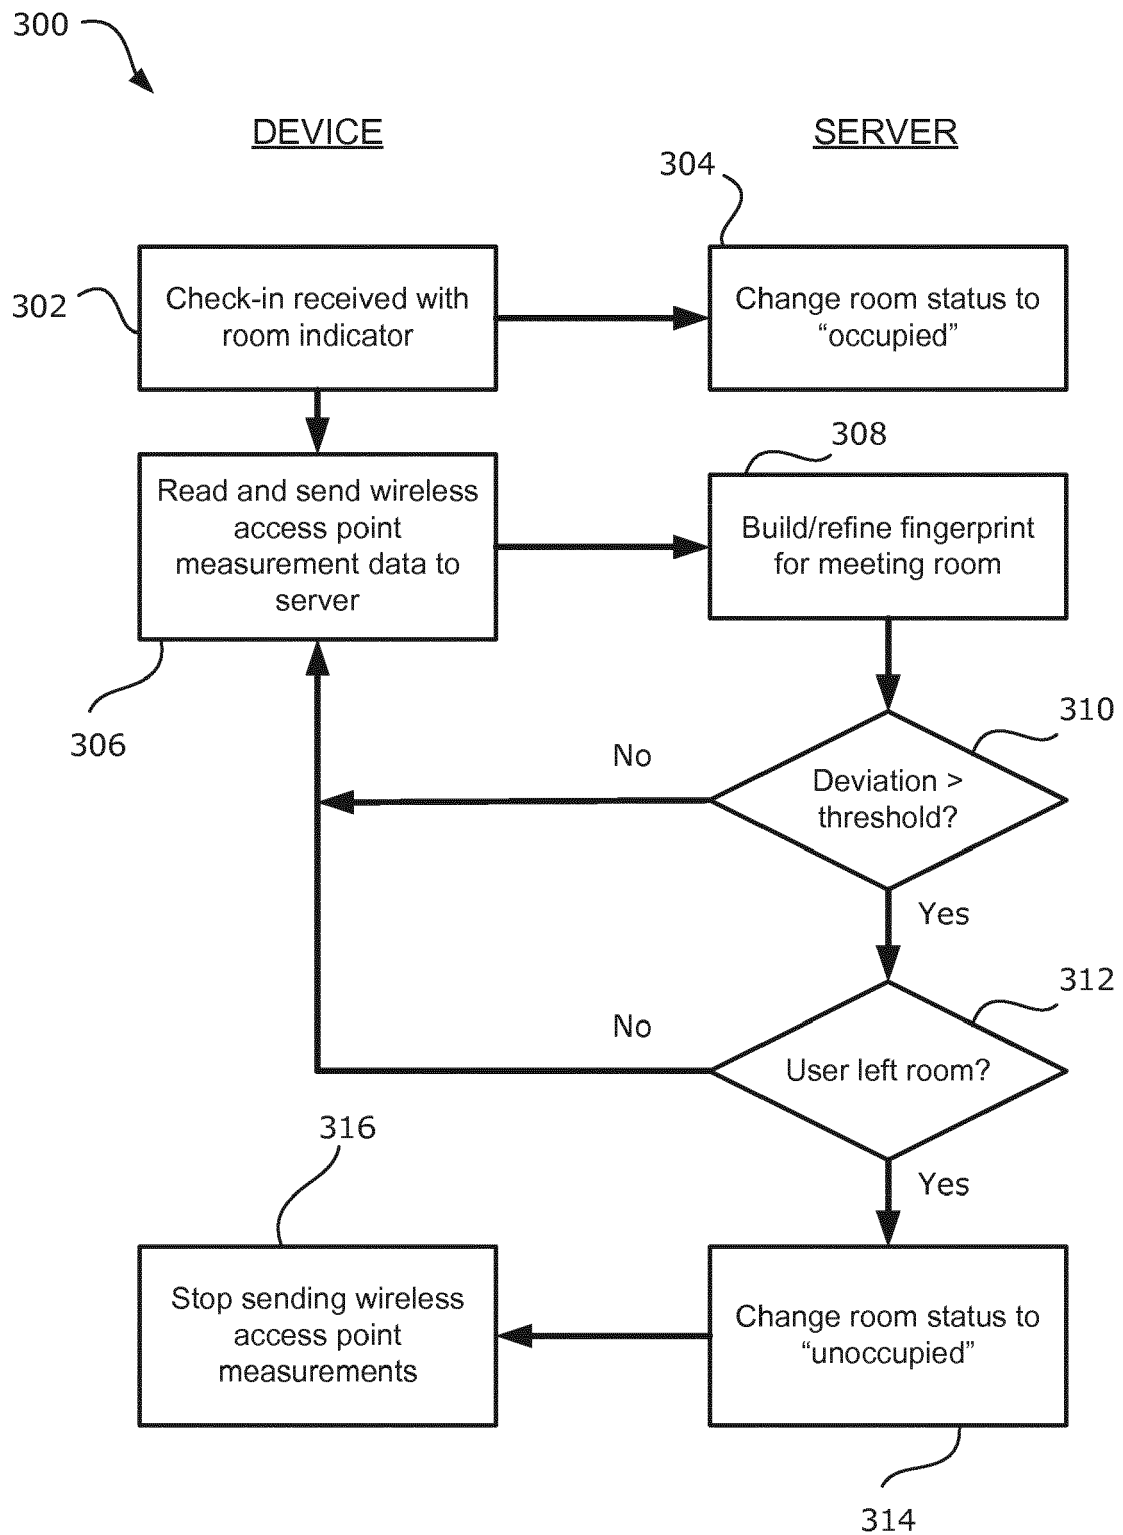 300
DEVICE
SERVER
304
302
Check-in received with
room indicator
Change room status to
“occupied”
308
Read and send wireless
access point
measurement data to
server
Build/refine fingerprint
for meeting room
306
310
No
Deviation >
threshold?
Yes
312
No
User left room?
316
Yes
Stop sending wireless
access point
measurements
Change room status to
“unoccupied”
314